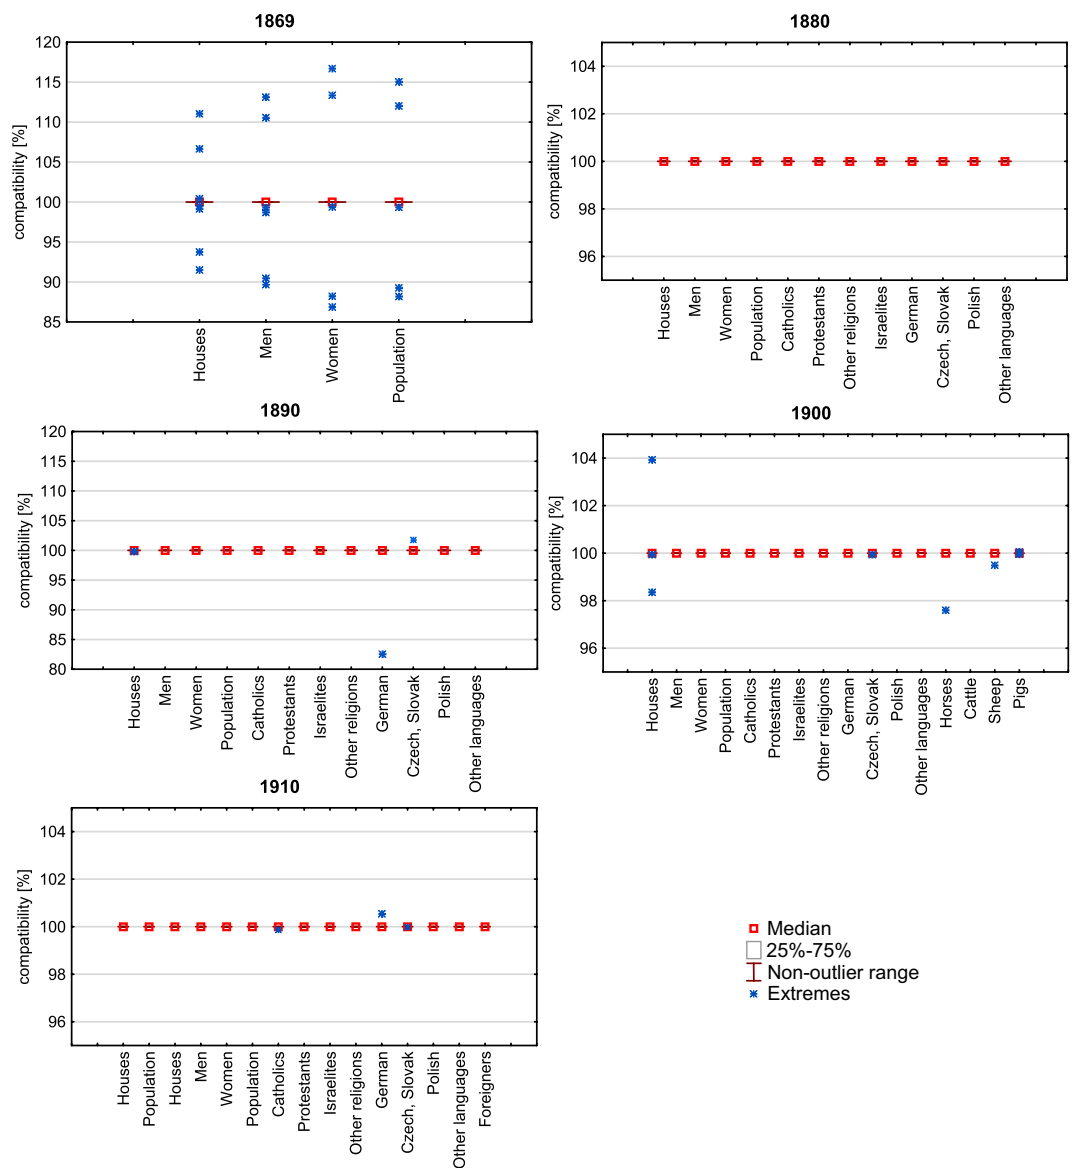 1869
120
115
110
105
100
95
90
85
compatibility [%]
Houses
Men
Women
Population
1880
104
102
100
98
96
compatibility [%]
Houses
Men
Women
Population
Catholics
Protestants
Other religions
Israelites
German
Czech, Slovak
Polish
Other languages
1890
120
115
110
105
100
95
90
85
80
compatibility [%]
Houses
Men
Women
Population
Catholics
Protestants
Israelites
Other religions
German
Czech, Slovak
Polish
Other languages
1900
104
102
100
98
96
compatibility [%]
Houses
Men
Women
Population
Catholics
Protestants
Israelites
Other religions
German
Czech, Slovak
Polish
Other languages
Horses
Cattle
Sheep
Pigs
1910
104
102
100
98
96
compatibility [%]
Houses
Population
Houses
Men
Women
Population
Catholics
Protestants
Israelites
Other religions
German
Czech, Slovak
Polish
Other languages
Foreigners
Median
25%-75%
Non-outlier range
Extremes